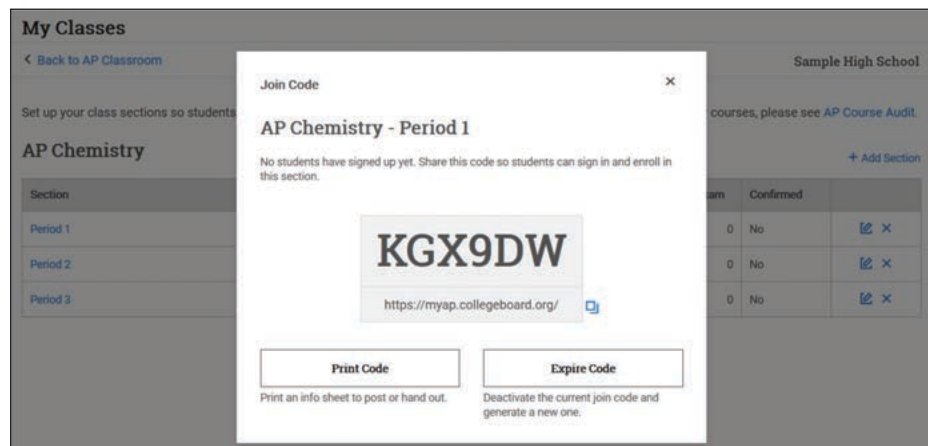 My Classes
< Back to AP Classroom
Sample High School
Set up your class sections so students
courses, please see AP Course Audit.
AP Chemistry
+ Add Section
Section
am Confirmed
Period 1
0 No
Period 2
0 No
Period 3
0 No
Join Code
×
AP Chemistry - Period 1
No students have signed up yet. Share this code so students can sign in and enroll in
this section.
KGX9DW
https://myap.collegeboard.org/
Print Code
Expire Code
Print an info sheet to post or hand out.
Deactivate the current join code and
generate a new one.